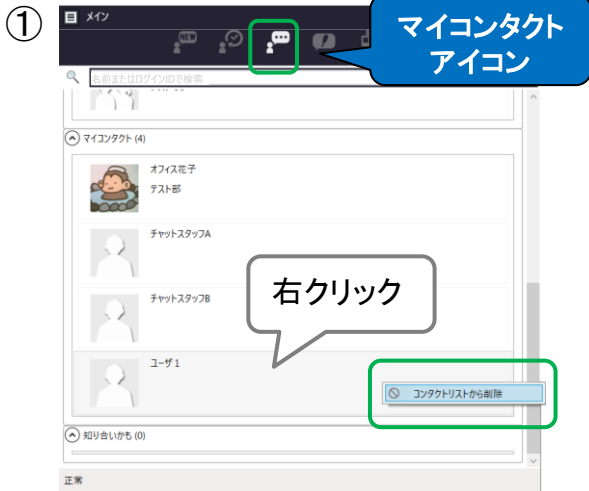 ①
メイン
マイコンタクト
アイコン
NEW
名前またはログインIDで検索
マイコンタクト (4)
オフィス花子
テスト部
チャットスタッフA
右クリック
チャットスタッフB
ユーザ1
コンタクトリストから削除
知り合いかも (0)
正常